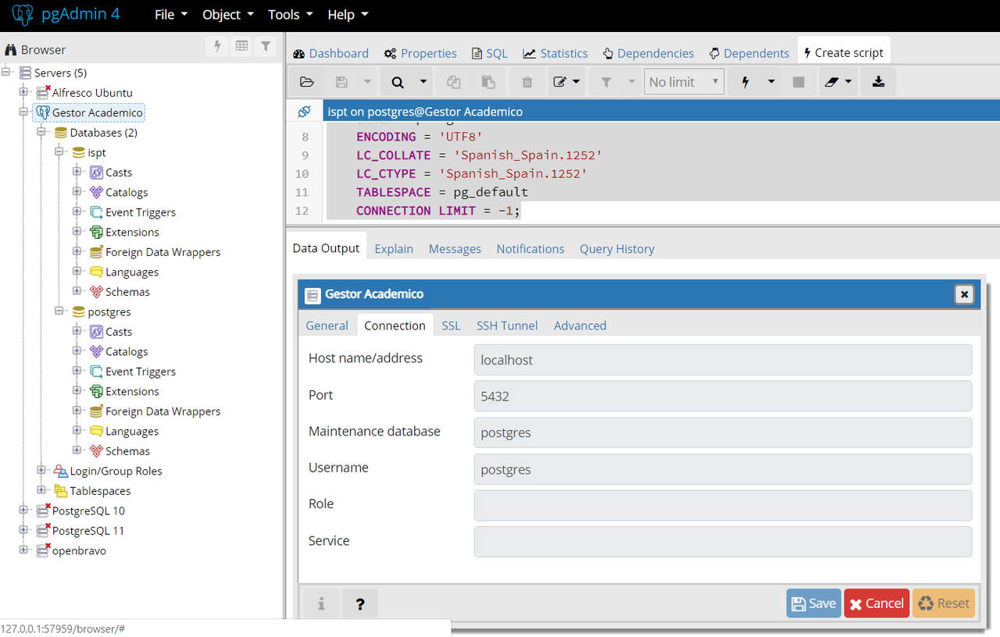 pgAdmin 4 File Object Tools Help
Browser
Servers (5)
Alfresco Ubuntu
Gestor Academico
Databases (2)
ispt
Casts
Catalogs
Event Triggers
Extensions
Foreign Data Wrappers
Languages
Schemas
postgres
Casts
Catalogs
Event Triggers
Extensions
Foreign Data Wrappers
Languages
Schemas
Login/Group Roles
Tablespaces
PostgreSQL 10
PostgreSQL 11
openbravo
127.0.0.1:57959/browser/#
Dashboard Properties SQL Statistics Dependencies Dependents Create script
No limit
ispt on postgres@Gestor Academico
8 ENCODING = 'UTF8'
9 LC_COLLATE = 'Spanish_Spain.1252'
10 LC_CTYPE = 'Spanish_Spain.1252'
11 TABLESPACE = pg_default
12 CONNECTION LIMIT = -1;
Data Output Explain Messages Notifications Query History
Gestor Academico
General Connection SSL SSH Tunnel Advanced
Host name/address localhost
Port 5432
Maintenance database postgres
Username postgres
Role
Service
Save Cancel Reset